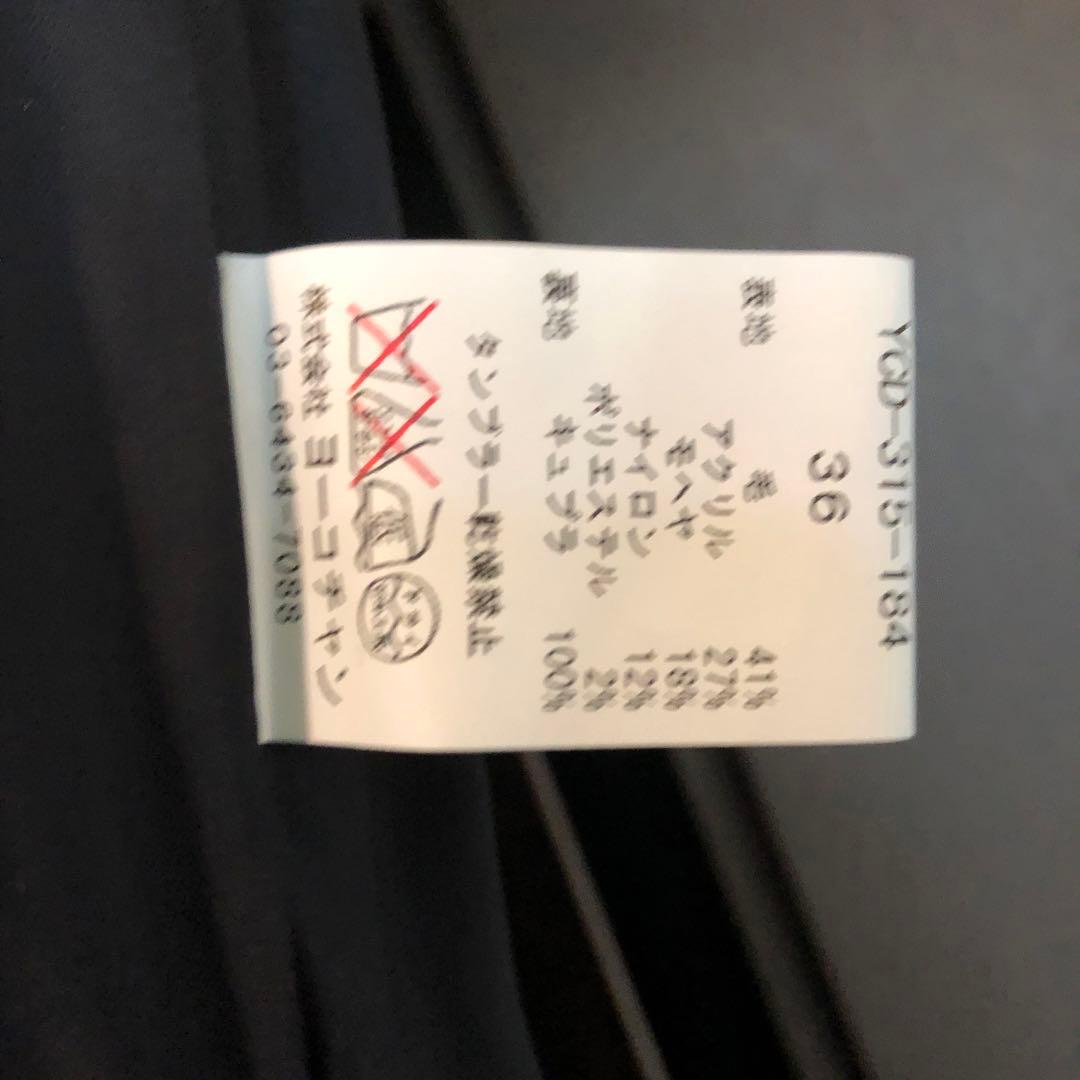 YCD-315-184
36
表地 毛 41%
アクリル 27%
モヘヤ 18%
ナイロン 12%
ポリエステル 2%
裏地 キュプラ 100%
タンブラー乾燥禁止
株式会社 ヨーコチャン
03-6434-7088